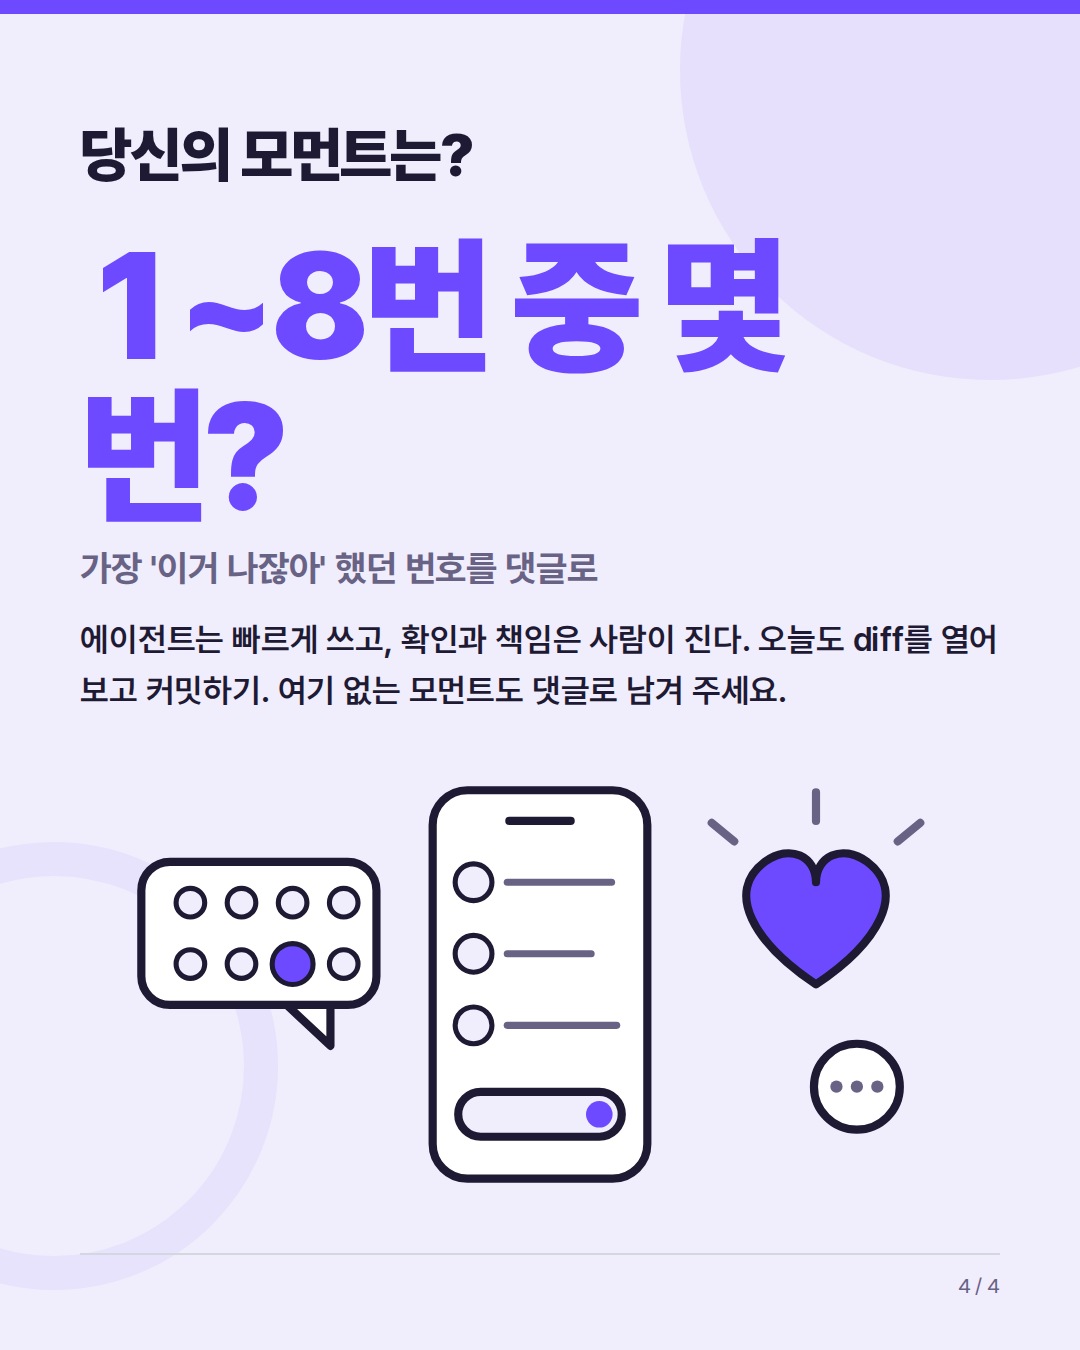 당신의 모먼트는?
1~8번 중 몇
번?
가장 '이거 나잖아' 했던 번호를 댓글로
에이전트는 빠르게 쓰고, 확인과 책임은 사람이 진다. 오늘도 diff를 열어
보고 커밋하기. 여기 없는 모먼트도 댓글로 남겨 주세요.
4 / 4